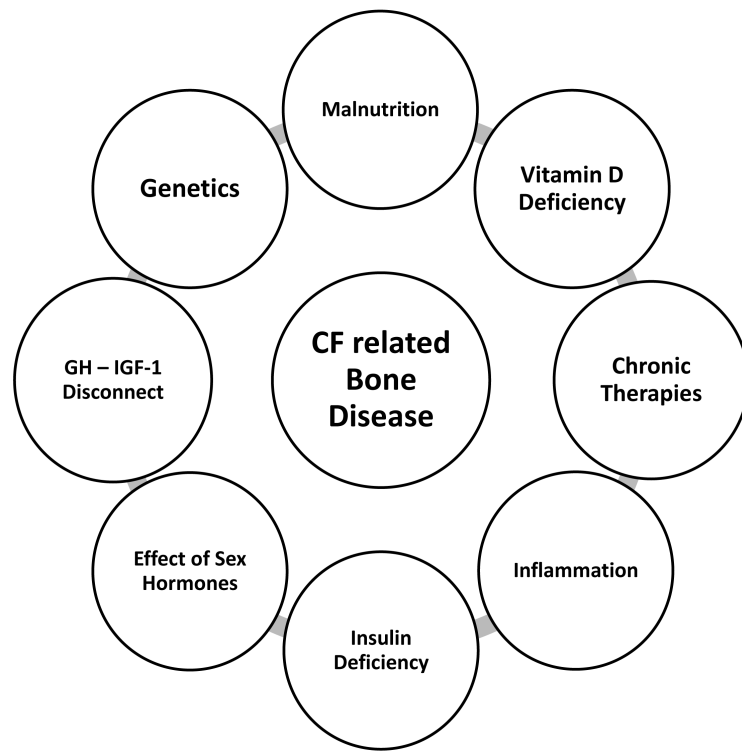 Malnutrition
Genetics
Vitamin D
Deficiency
GH – IGF-1
Disconnect
CF related
Bone
Disease
Chronic
Therapies
Effect of Sex
Hormones
Inflammation
Insulin
Deficiency